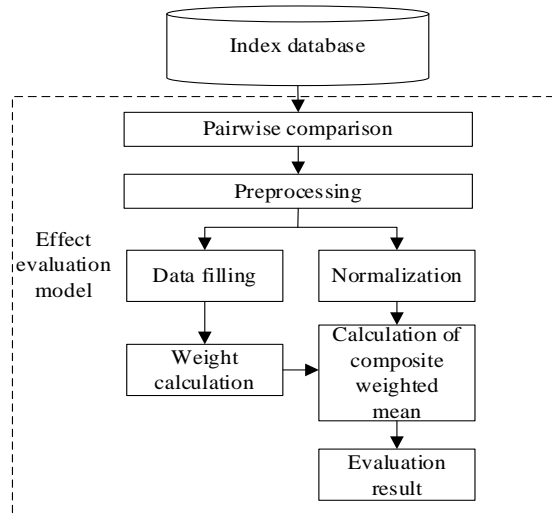 Index database
Pairwise comparison
Preprocessing
Effect
evaluation
model
Data filling
Normalization
Weight
calculation
Calculation of
composite
weighted
mean
Evaluation
result